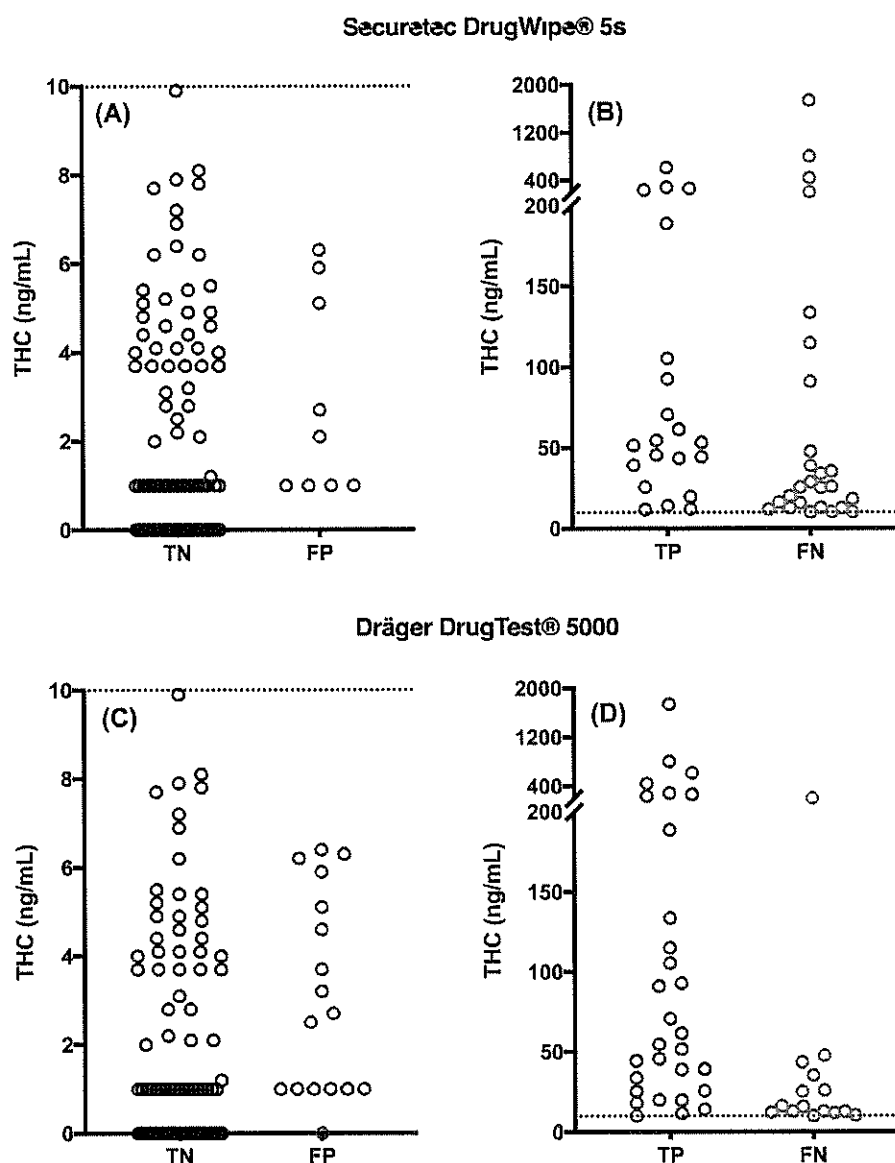 Securetec DrugWipe® 5s
(A)
THC (ng/mL)
10
8
6
4
2
0
TN
FP
(B)
THC (ng/mL)
2000
1200
400
200
150
100
50
0
TP
FN
Dräger DrugTest® 5000
(C)
THC (ng/mL)
10
8
6
4
2
0
TN
FP
(D)
THC (ng/mL)
2000
1200
400
200
150
100
50
0
TP
FN